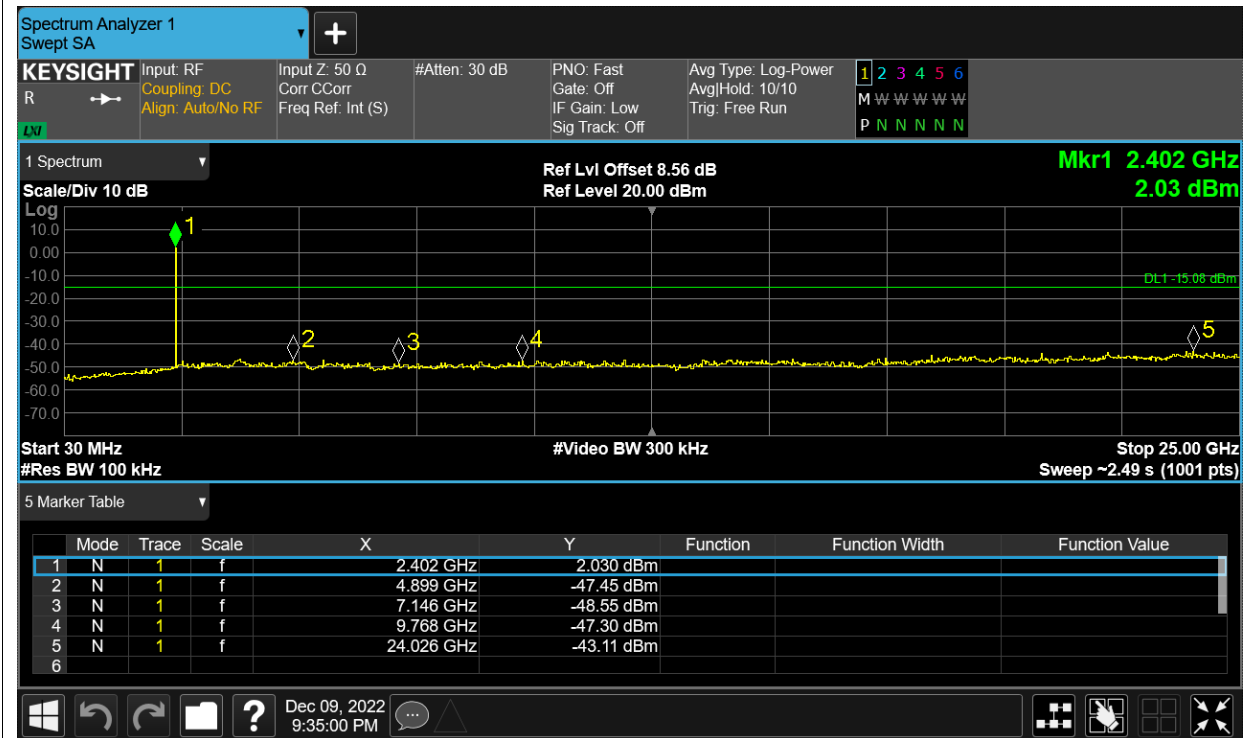 Spectrum Analyzer 1
Swept SA
+
KEYSIGHT
R
LXI
Input: RF
Coupling: DC
Align: Auto/No RF
Input Z: 50 Ω
Corr CCorr
Freq Ref: Int (S)
#Atten: 30 dB
PNO: Fast
Gate: Off
IF Gain: Low
Sig Track: Off
Avg Type: Log-Power
Avg|Hold: 10/10
Trig: Free Run
1 2 3 4 5 6
M W W W W W
P N N N N N
1 Spectrum
Scale/Div 10 dB
Ref Lvl Offset 8.56 dB
Ref Level 20.00 dBm
Mkr1 2.402 GHz
2.03 dBm
Log
10.0
0.00
-10.0
-20.0
-30.0
-40.0
-50.0
-60.0
-70.0
1
2
3
4
5
DL1 -15.08 dBm
Start 30 MHz
#Res BW 100 kHz
#Video BW 300 kHz
Stop 25.00 GHz
Sweep ~2.49 s (1001 pts)
5 Marker Table
Mode Trace Scale X Y Function Function Width Function Value
1 N 1 f 2.402 GHz 2.030 dBm
2 N 1 f 4.899 GHz -47.45 dBm
3 N 1 f 7.146 GHz -48.55 dBm
4 N 1 f 9.768 GHz -47.30 dBm
5 N 1 f 24.026 GHz -43.11 dBm
6
?
Dec 09, 2022
9:35:00 PM